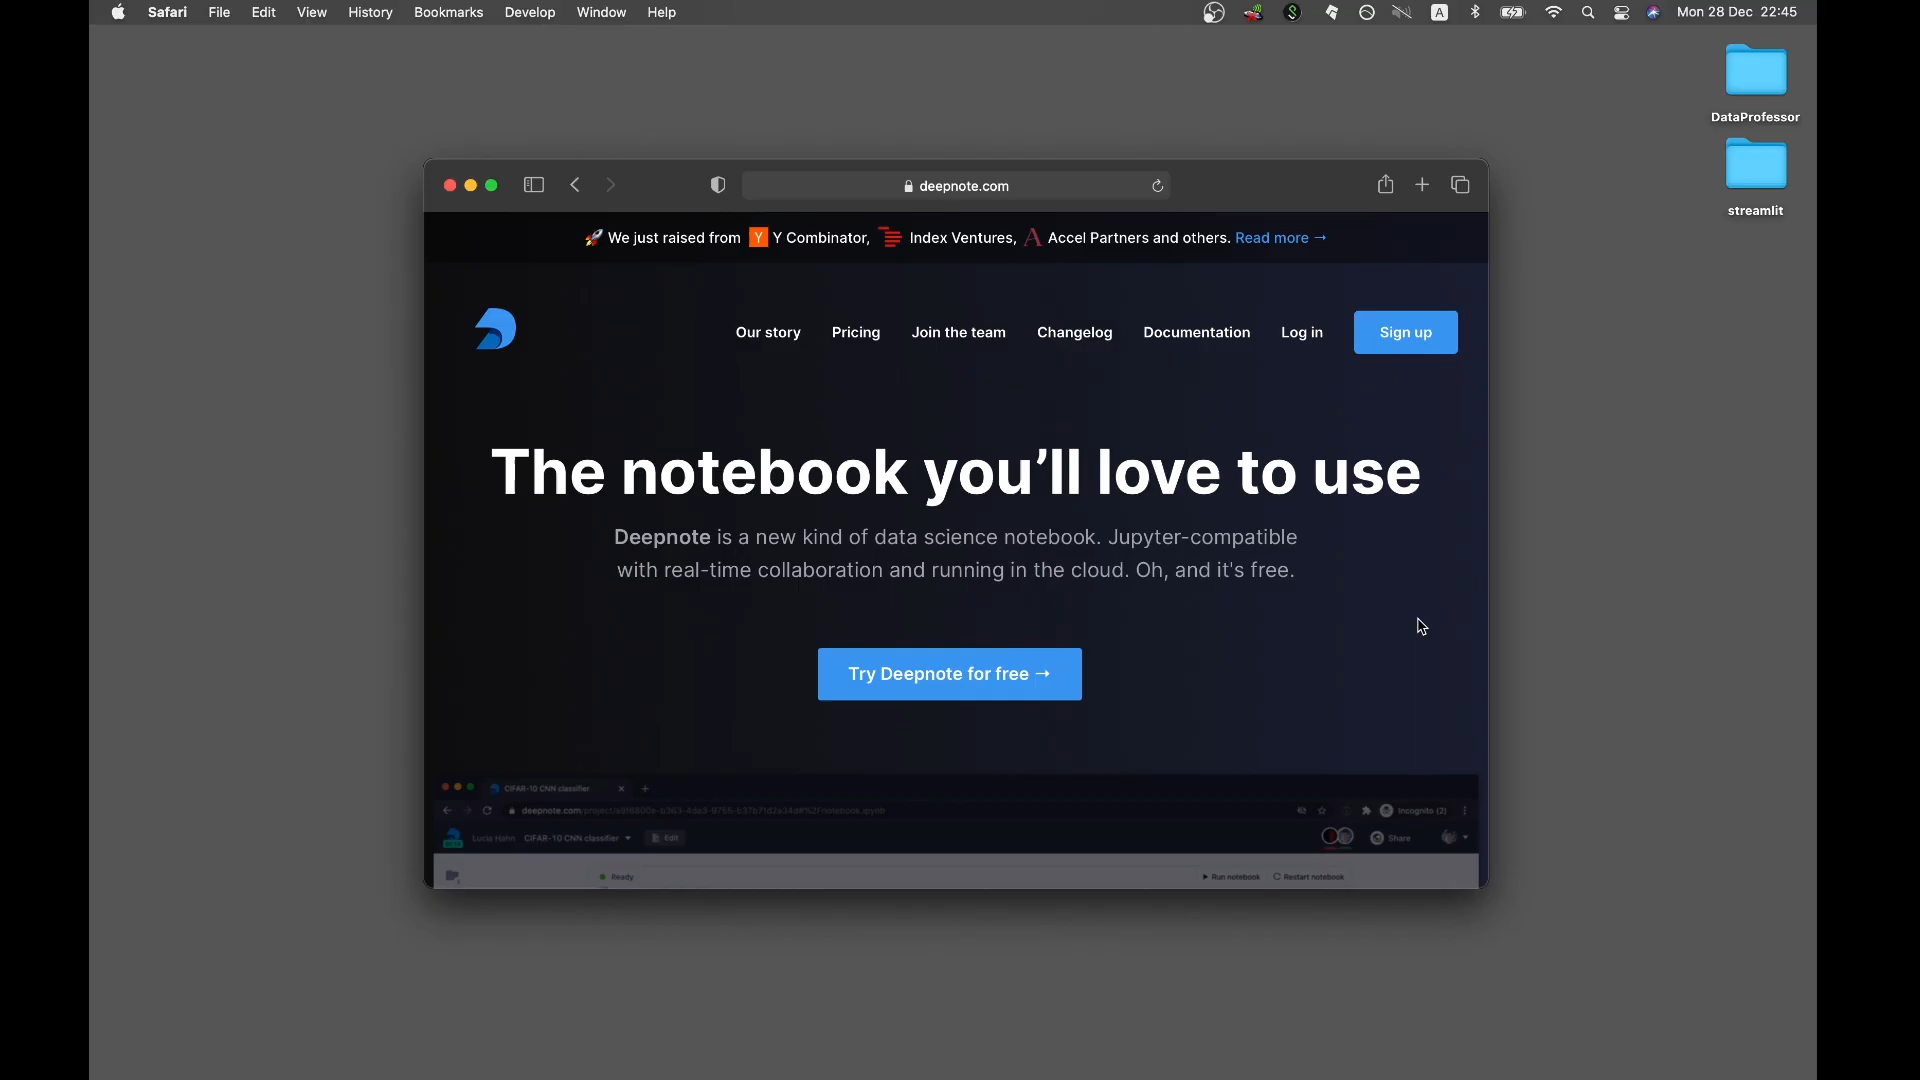 Safari File Edit View History Bookmarks Develop Window Help A Mon 28 Dec 22:45
DataProfessor
streamlit
deepnote.com
🚀 We just raised from Y Y Combinator, Index Ventures, A Accel Partners and others. Read more →
Our story Pricing Join the team Changelog Documentation Log in Sign up
The notebook you’ll love to use
Deepnote is a new kind of data science notebook. Jupyter-compatible
with real-time collaboration and running in the cloud. Oh, and it's free.
Try Deepnote for free →
CIFAR-10 CNN classifier
Incognito (2)
Lucia Hahn CIFAR-10 CNN classifier Edit Share
Ready Run notebook Restart notebook